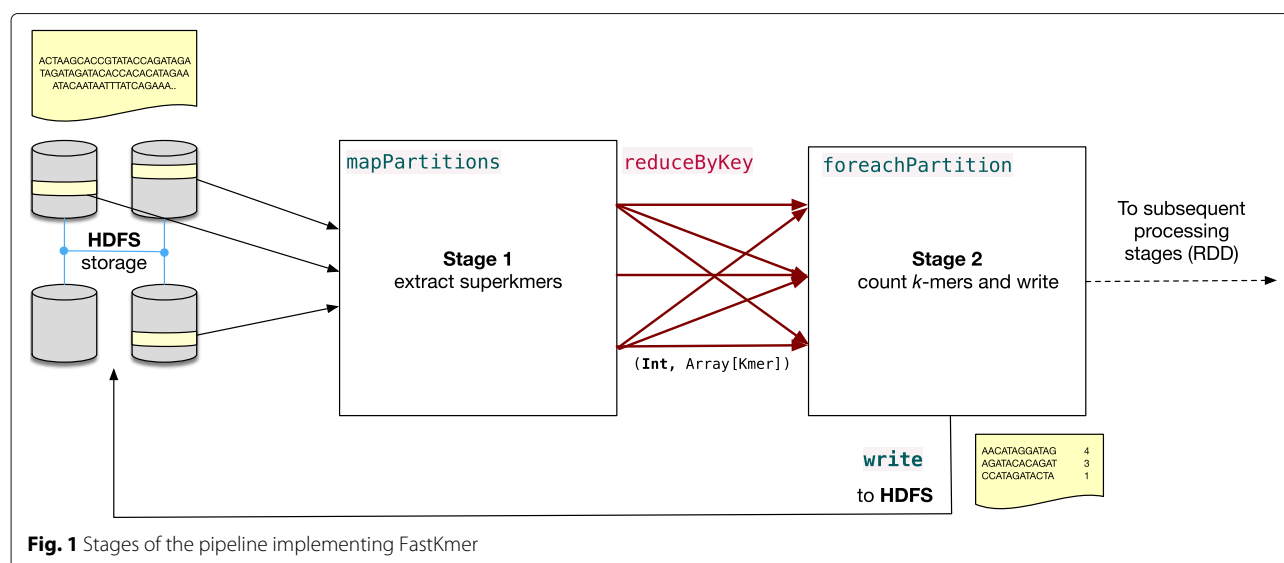 ACTAAGCACCGTATACCAGATAGA
TAGATAGATACACCACACATAGAA
ATACAATAATTTATCAGAAA..
HDFS
storage
mapPartitions
Stage 1
extract superkmers
reduceByKey
(Int, Array[Kmer])
foreachPartition
Stage 2
count k-mers and write
To subsequent
processing
stages (RDD)
write
to HDFS
AACATAGGATAG 4
AGATACACAGAT 3
CCATAGATACTA 1
Fig. 1 Stages of the pipeline implementing FastKmer